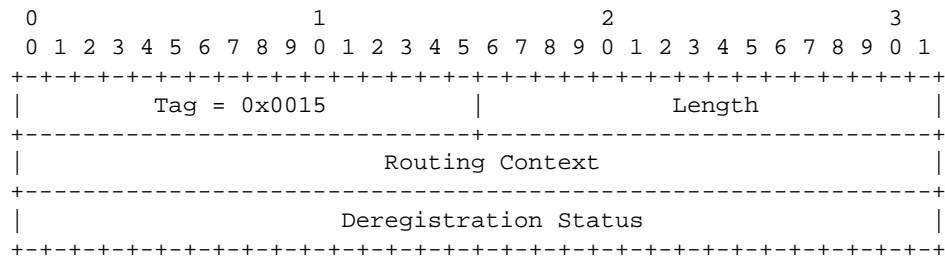 0                   1                   2                   3
 0 1 2 3 4 5 6 7 8 9 0 1 2 3 4 5 6 7 8 9 0 1 2 3 4 5 6 7 8 9 0 1
+-+-+-+-+-+-+-+-+-+-+-+-+-+-+-+-+-+-+-+-+-+-+-+-+-+-+-+-+-+-+-+-+
|         Tag = 0x0015          |             Length            |
+-------------------------------+-------------------------------+
|                         Routing Context                       |
+---------------------------------------------------------------+
|                      Deregistration Status                    |
+-+-+-+-+-+-+-+-+-+-+-+-+-+-+-+-+-+-+-+-+-+-+-+-+-+-+-+-+-+-+-+-+